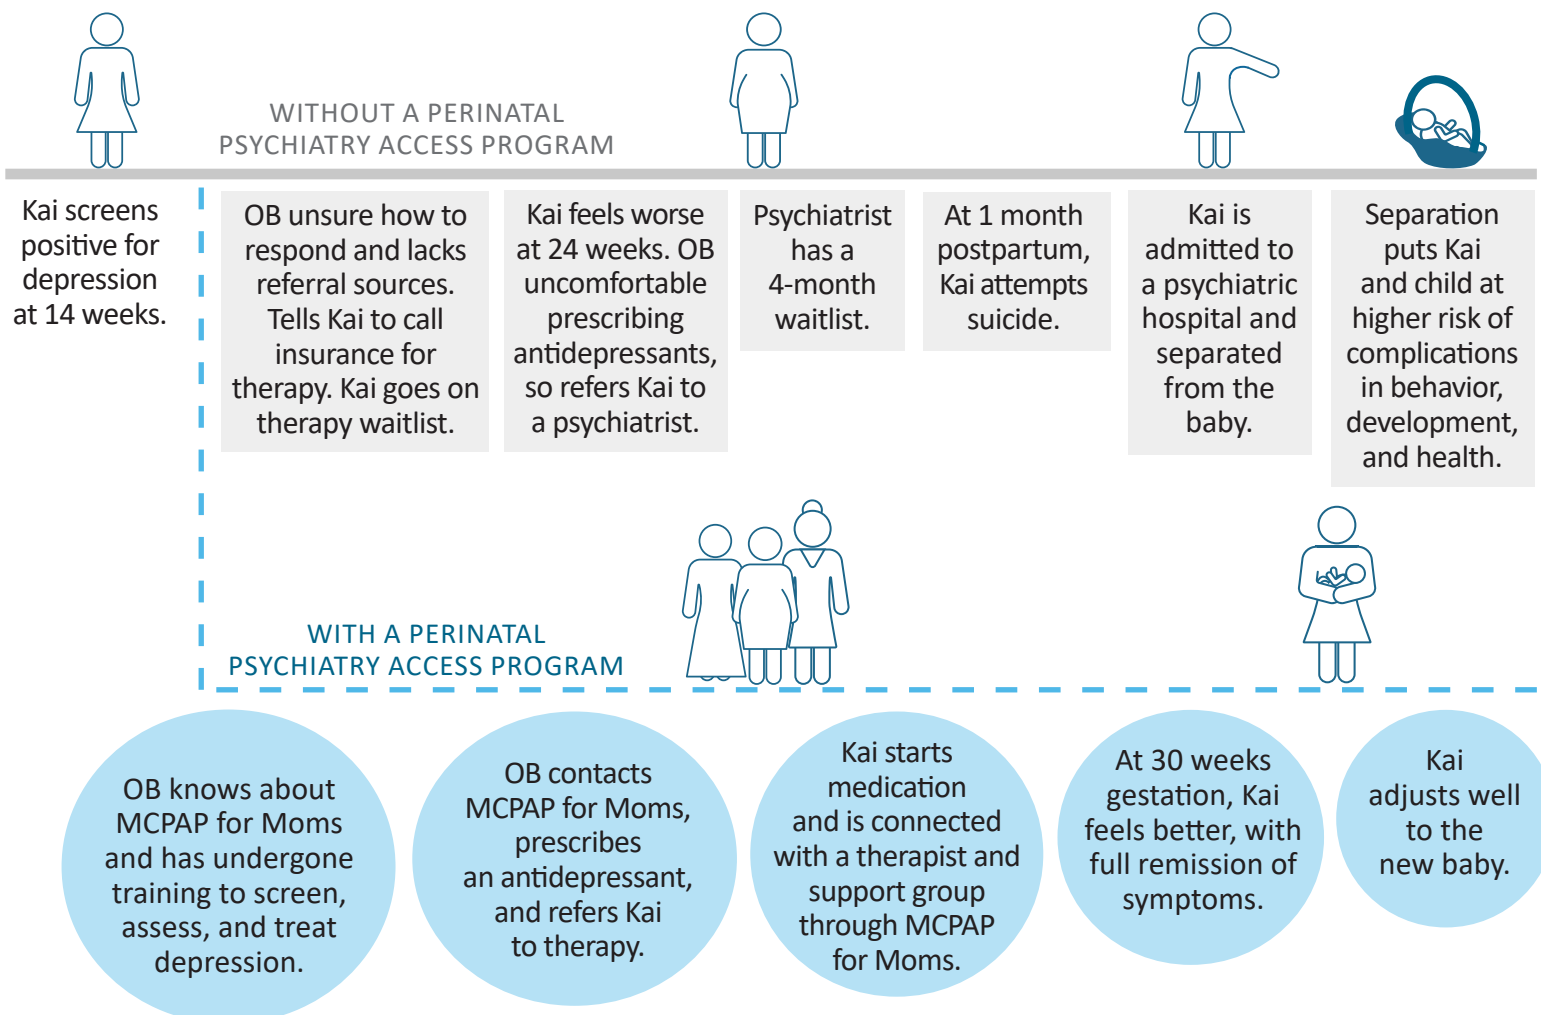 WITHOUT A PERINATAL
PSYCHIATRY ACCESS PROGRAM
Kai screens
positive for
depression
at 14 weeks.
OB unsure how to
respond and lacks
referral sources.
Tells Kai to call
insurance for
therapy. Kai goes on
therapy waitlist.
Kai feels worse
at 24 weeks. OB
uncomfortable
prescribing
antidepressants,
so refers Kai to
a psychiatrist.
Psychiatrist
has a
4-month
waitlist.
At 1 month
postpartum,
Kai attempts
suicide.
Kai is
admitted to
a psychiatric
hospital and
separated
from the
baby.
Separation
puts Kai
and child at
higher risk of
complications
in behavior,
development,
and health.
WITH A PERINATAL
PSYCHIATRY ACCESS PROGRAM
OB knows about
MCPAP for Moms
and has undergone
training to screen,
assess, and treat
depression.
OB contacts
MCPAP for Moms,
prescribes
an antidepressant,
and refers Kai
to therapy.
Kai starts
medication
and is connected
with a therapist and
support group
through MCPAP
for Moms.
At 30 weeks
gestation, Kai
feels better, with
full remission of
symptoms.
Kai
adjusts well
to the
new baby.